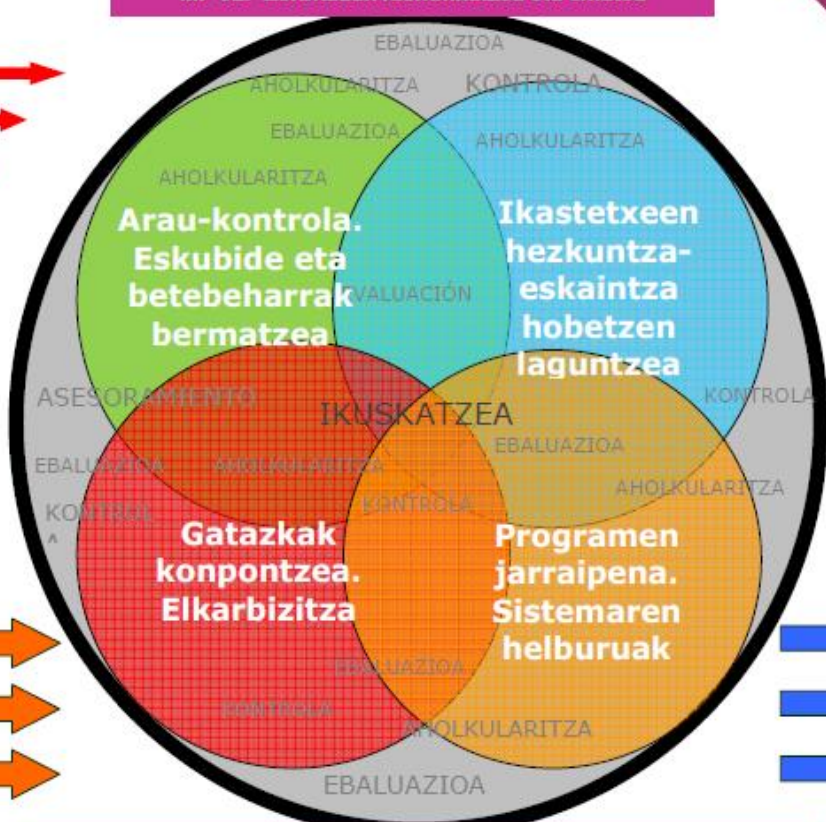 EBALUAZIOA
AHOLKULARITZA
KONTROLA
EBALUAZIOA
AHOLKULARITZA
AHOLKULARITZA
Arau-kontrola.
Eskubide eta
betebeharrak
bermatzea
Ikastetxeen
hezkuntza-
eskaintza
hobetzen
laguntzea
EVALUACIÓN
ASESORAMIENTO
IKUSKATZEA
KONTROLA
EBALUAZIOA
EBALUAZIOA
AHOLKULARITZA
AHOLKULARITZA
KONTROL
A
KONTROLA
Gatazkak
konpontzea.
Elkarbizitza
Programen
jarraipena.
Sistemaren
helburuak
EBALUAZIOA
KONTROLA
AHOLKULARITZA
EBALUAZIOA